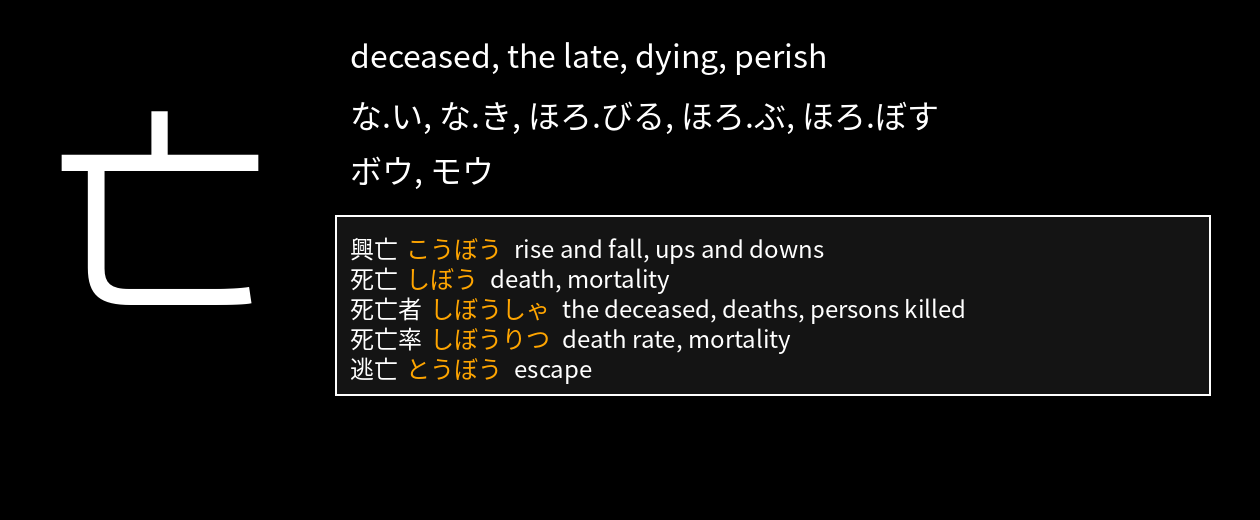 亡
deceased, the late, dying, perish
な.い, な.き, ほろ.びる, ほろ.ぶ, ほろ.ぼす
ボウ, モウ
興亡 こうぼう rise and fall, ups and downs
死亡 しぼう death, mortality
死亡者 しぼうしゃ the deceased, deaths, persons killed
死亡率 しぼうりつ death rate, mortality
逃亡 とうぼう escape